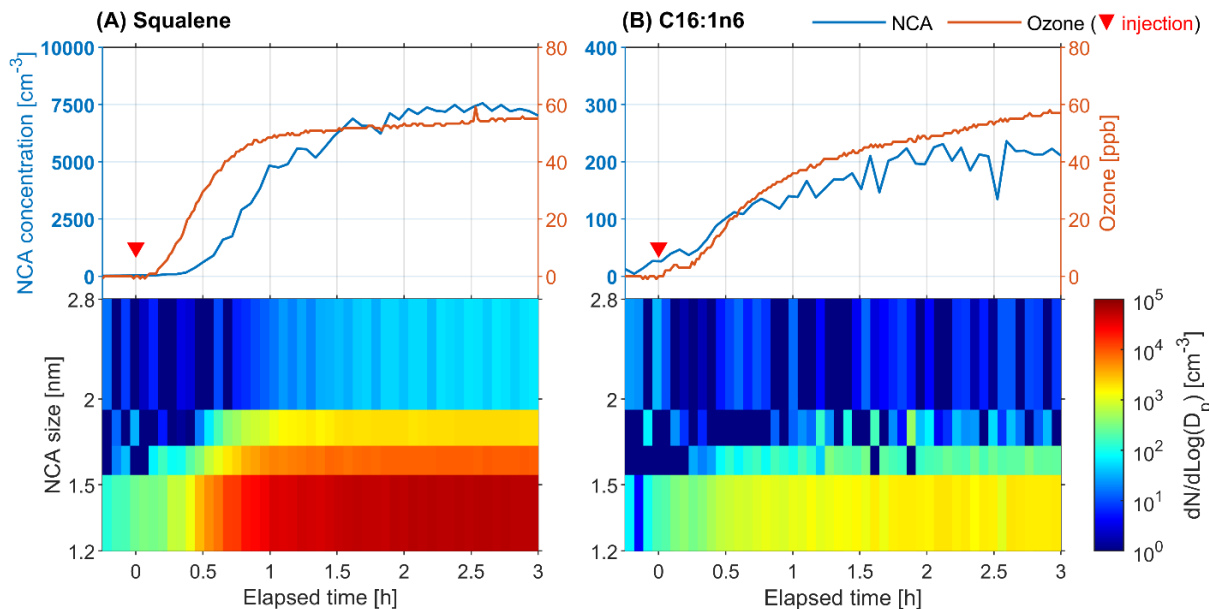 (A) Squalene
(B) C16:1n6
NCA
Ozone (▼ injection)
10000
7500
5000
2500
0
NCA concentration [cm-3]
80
60
40
20
0
400
300
200
100
0
80
60
40
20
0
Ozone [ppb]
2.8
2
1.5
1.2
NCA size [nm]
0 0.5 1 1.5 2 2.5 3
Elapsed time [h]
2.8
2
1.5
1.2
0 0.5 1 1.5 2 2.5 3
Elapsed time [h]
10^5
10^4
10^3
10^2
10^1
10^0
dN/dLog(Dp) [cm-3]